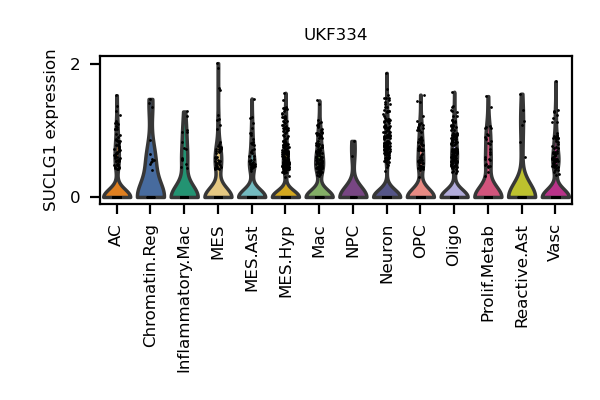 UKF334
SUCLG1 expression
2
0
AC
Chromatin.Reg
Inflammatory.Mac
MES
MES.Ast
MES.Hyp
Mac
NPC
Neuron
OPC
Oligo
Prolif.Metab
Reactive.Ast
Vasc